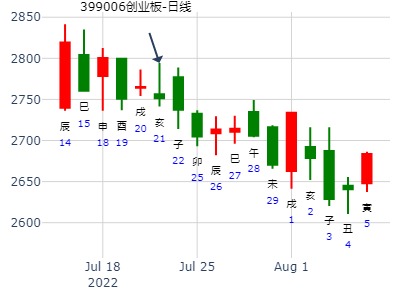 399006创业板-日线
2850
2800
2750
2700
2650
2600
辰
14
巳
15
申
18
酉
19
戌
20
亥
21
子
22
卯
25
辰
26
巳
27
午
28
未
29
戌
1
亥
2
子
3
丑
4
寅
5
Jul 18
2022
Jul 25
Aug 1